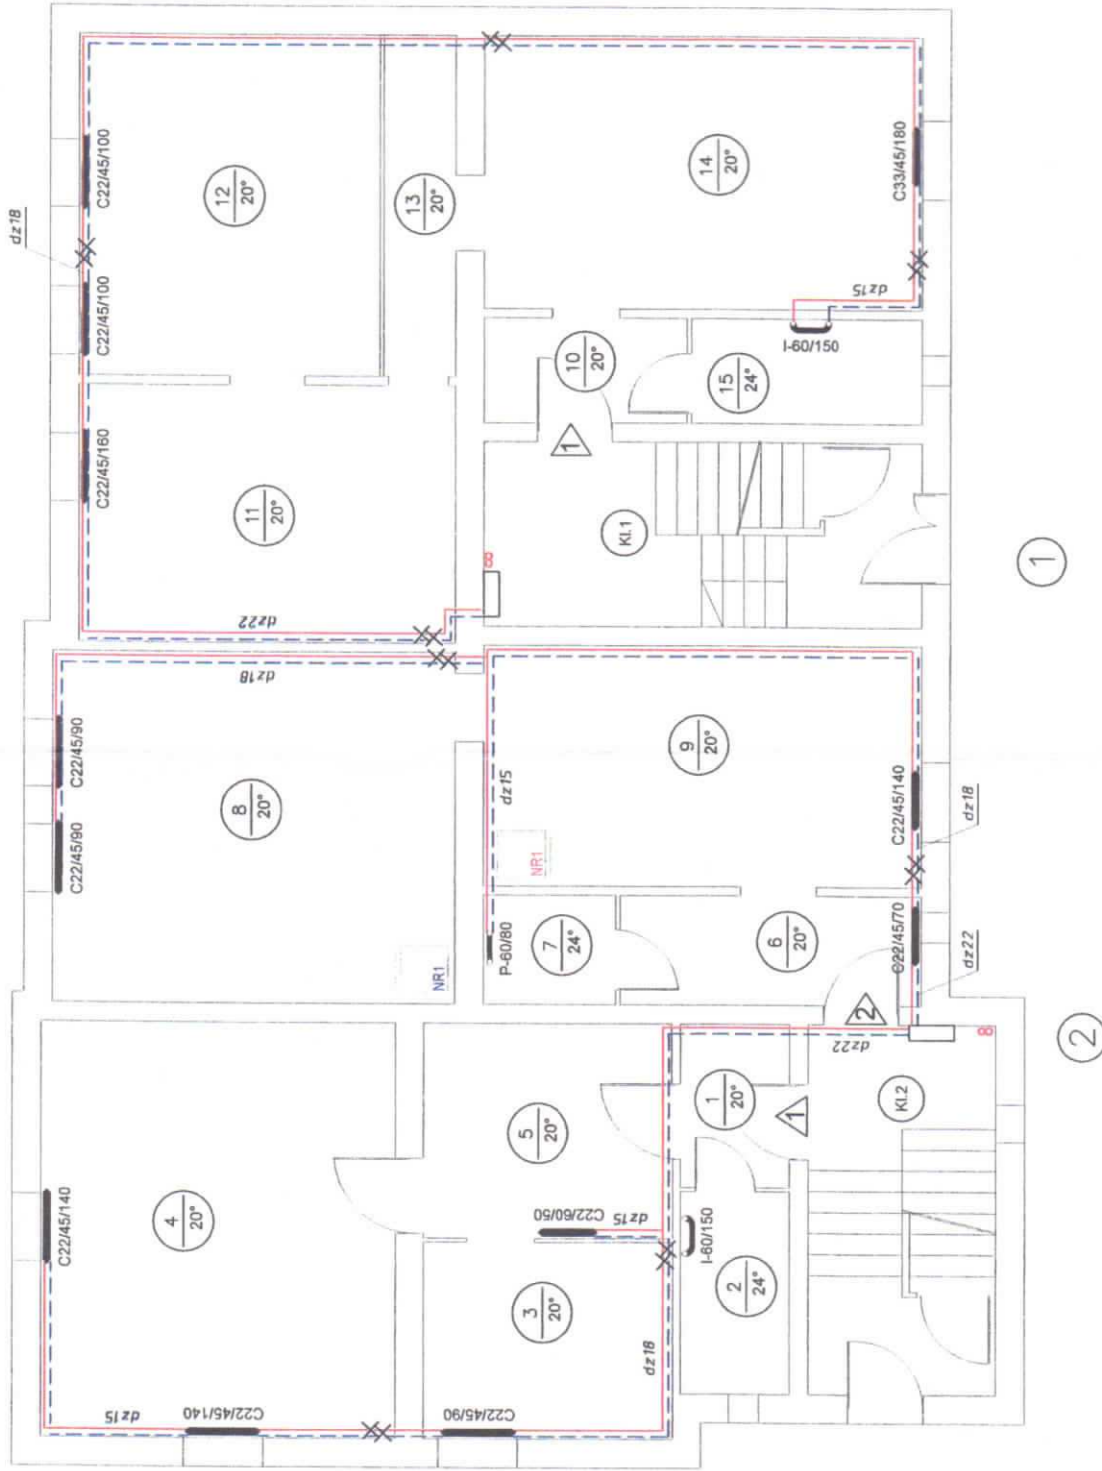 dz18
C22/45/100
C22/45/100
C22/45/160
12
20°
13
20°
14
20°
C33/45/180
dz15
I-60/150
10
20°
15
24°
1
11
20°
Kl.1
8
dz22
1
dz18
C22/45/90
C22/45/90
8
20°
NR1
9
20°
dz15
NR1
C22/45/140
dz18
P-60/80
7
24°
6
20°
C22/45/70
dz22
2
8
2
dz22
1
20°
1
Kl.2
5
20°
4
20°
C22/45/140
C22/60/50
dz15
I-60/150
2
24°
3
20°
dz18
dz15
C22/45/140
C22/45/90